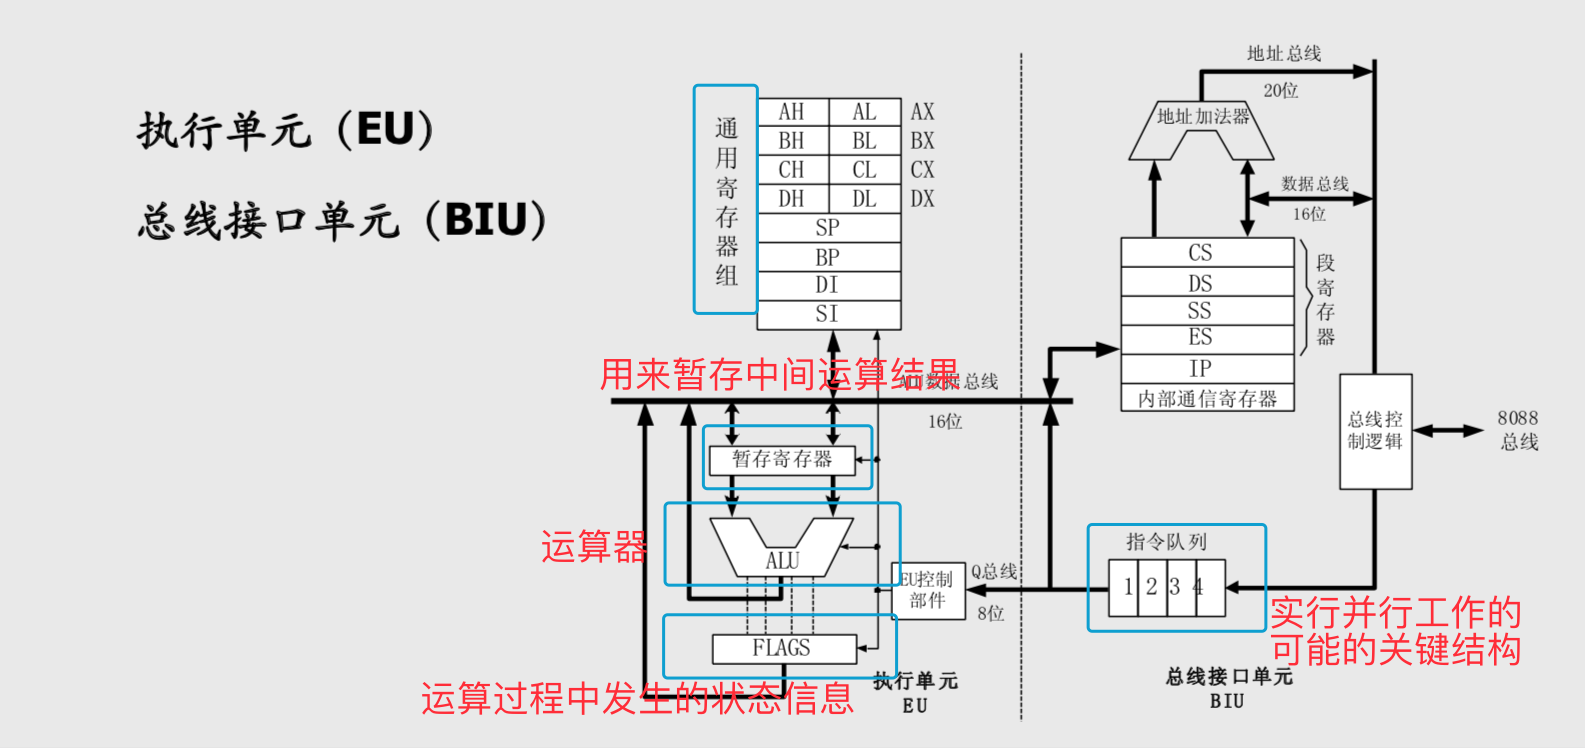 执行单元（EU）
总线接口单元（BIU）
通用寄存器组
AH AL AX
BH BL BX
CH CL CX
DH DL DX
SP
BP
DI
SI
用来暂存中间运算结果
数据总线
16位
暂存寄存器
运算器
ALU
EU控制
部件
Q总线
8位
FLAGS
运算过程中发生的状态信息
执行单元
EU
地址总线
20位
地址加法器
数据总线
16位
CS
DS
SS
ES
IP
内部通信寄存器
段寄存器
总线控
制逻辑
8088
总线
指令队列
1 2 3 4
实行并行工作的
可能的关键结构
总线接口单元
BIU